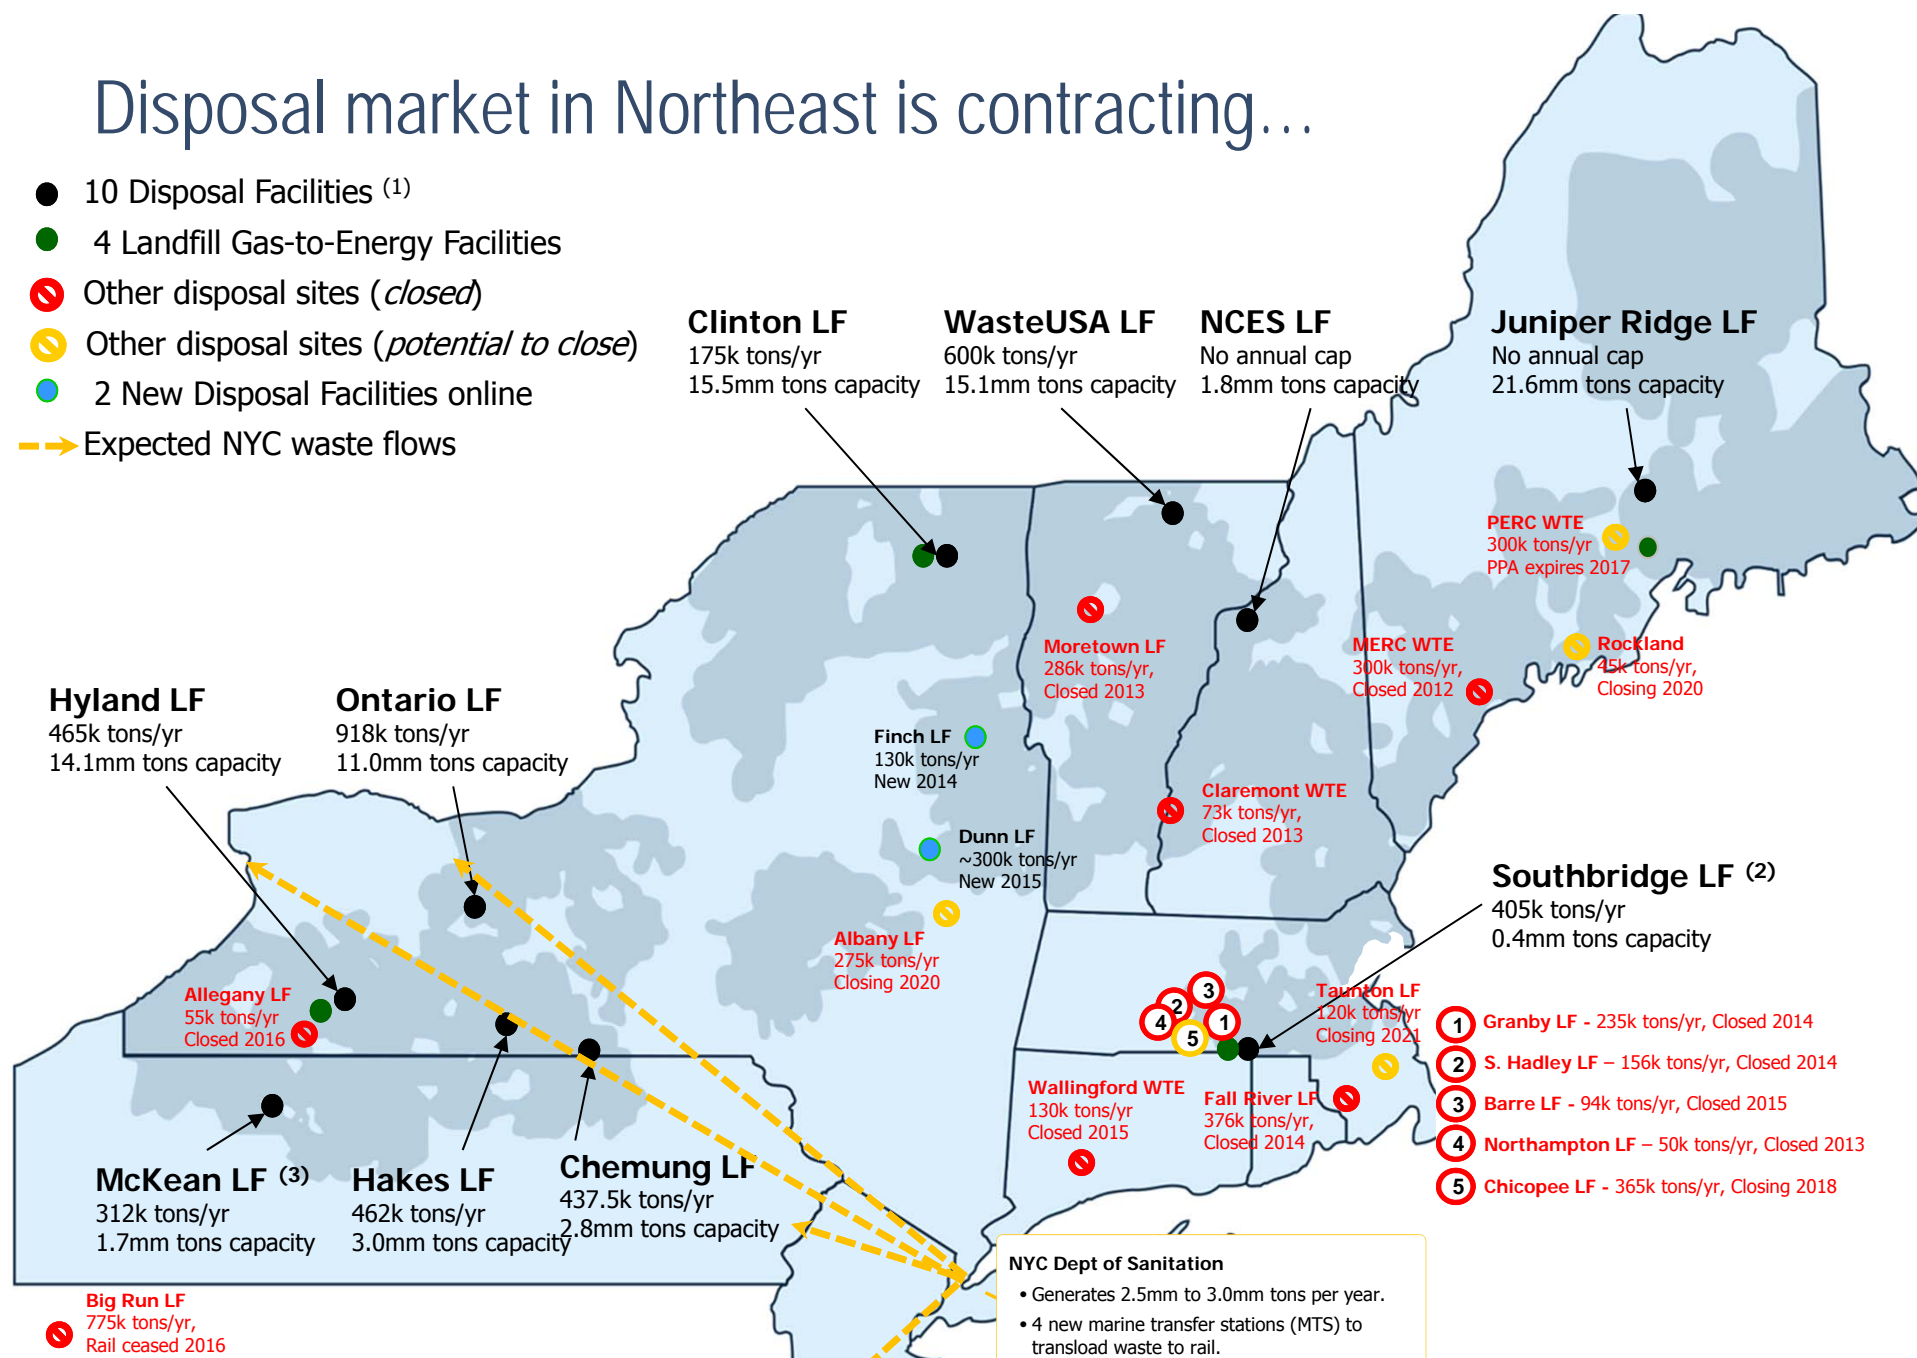 Disposal market in Northeast is contracting…
10 Disposal Facilities (1)
4 Landfill Gas-to-Energy Facilities
Other disposal sites (closed)
Other disposal sites (potential to close)
2 New Disposal Facilities online
Expected NYC waste flows
Clinton LF
175k tons/yr
15.5mm tons capacity
WasteUSA LF
600k tons/yr
15.1mm tons capacity
NCES LF
No annual cap
1.8mm tons capacity
Juniper Ridge LF
No annual cap
21.6mm tons capacity
PERC WTE
300k tons/yr
PPA expires 2017
Moretown LF
286k tons/yr,
Closed 2013
MERC WTE
300k tons/yr,
Closed 2012
Rockland
45k tons/yr,
Closing 2020
Hyland LF
465k tons/yr
14.1mm tons capacity
Ontario LF
918k tons/yr
11.0mm tons capacity
Finch LF
130k tons/yr
New 2014
Claremont WTE
73k tons/yr,
Closed 2013
Dunn LF
~300k tons/yr
New 2015
Southbridge LF (2)
405k tons/yr
0.4mm tons capacity
Albany LF
275k tons/yr
Closing 2020
Allegany LF
55k tons/yr
Closed 2016
3
2
4
1
5
Taunton LF
120k tons/yr
Closing 2021
1 Granby LF - 235k tons/yr, Closed 2014
2 S. Hadley LF – 156k tons/yr, Closed 2014
3 Barre LF - 94k tons/yr, Closed 2015
4 Northampton LF – 50k tons/yr, Closed 2013
5 Chicopee LF - 365k tons/yr, Closing 2018
Wallingford WTE
130k tons/yr
Closed 2015
Fall River LF
376k tons/yr,
Closed 2014
McKean LF (3)
312k tons/yr
1.7mm tons capacity
Hakes LF
462k tons/yr
3.0mm tons capacity
Chemung LF
437.5k tons/yr
2.8mm tons capacity
Big Run LF
775k tons/yr,
Rail ceased 2016
NYC Dept of Sanitation
• Generates 2.5mm to 3.0mm tons per year.
• 4 new marine transfer stations (MTS) to
transload waste to rail.